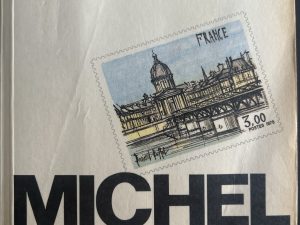 FRANCE
3,00
POSTES 1978
MICHEL